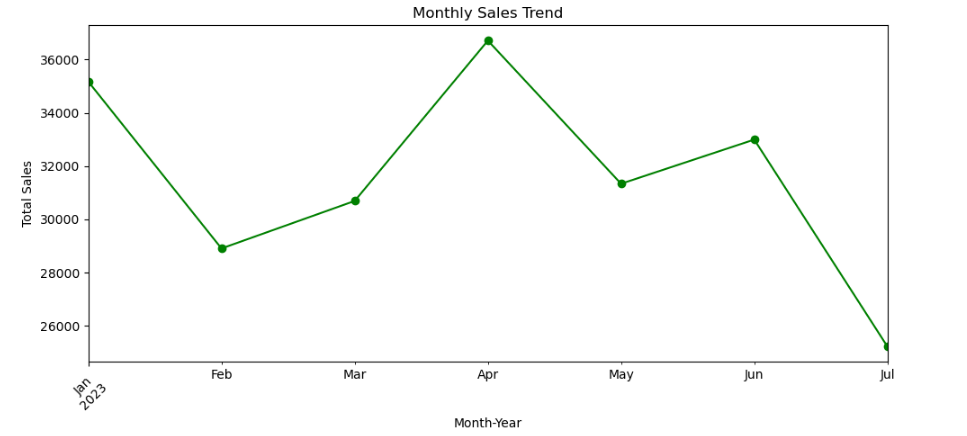 Monthly Sales Trend
Total Sales
36000
34000
32000
30000
28000
26000
Jan
2023
Feb
Mar
Apr
May
Jun
Jul
Month-Year